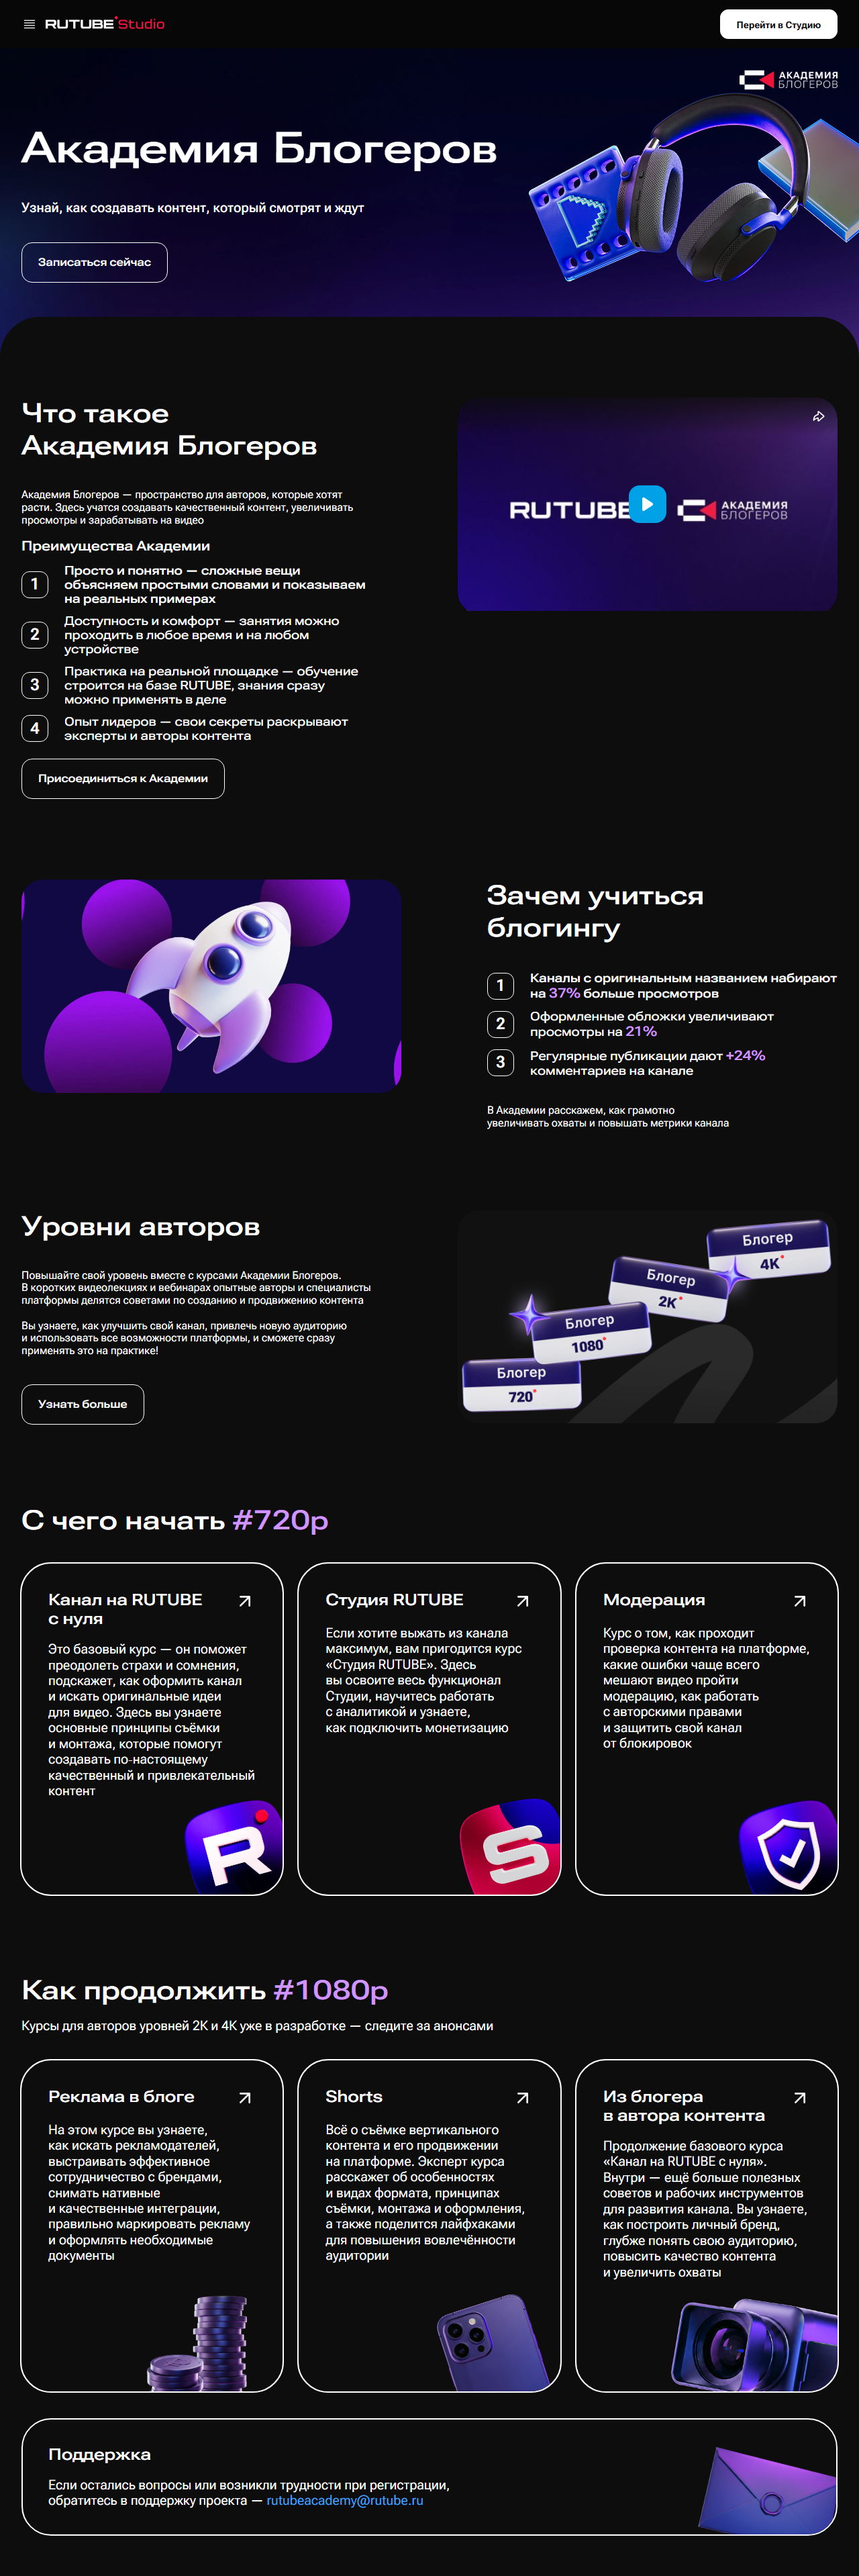 RUTUBE Studio
Перейти в Студию
АКАДЕМИЯ
БЛОГЕРОВ
Академия Блогеров
Узнай, как создавать контент, который смотрят и ждут
Записаться сейчас
Что такое
Академия Блогеров
Академия Блогеров — пространство для авторов, которые хотят
расти. Здесь учатся создавать качественный контент, увеличивать
просмотры и зарабатывать на видео
Преимущества Академии
1
Просто и понятно — сложные вещи
объясняем простыми словами и показываем
на реальных примерах
2
Доступность и комфорт — занятия можно
проходить в любое время и на любом
устройстве
3
Практика на реальной площадке — обучение
строится на базе RUTUBE, знания сразу
можно применять в деле
4
Опыт лидеров — свои секреты раскрывают
эксперты и авторы контента
Присоединиться к Академии
RUTUBE
АКАДЕМИЯ
БЛОГЕРОВ
Зачем учиться
блогингу
1
Каналы с оригинальным названием набирают
на 37% больше просмотров
2
Оформленные обложки увеличивают
просмотры на 21%
3
Регулярные публикации дают +24%
комментариев на канале
В Академии расскажем, как грамотно
увеличивать охваты и повышать метрики канала
Уровни авторов
Повышайте свой уровень вместе с курсами Академии Блогеров.
В коротких видеолекциях и вебинарах опытные авторы и специалисты
платформы делятся советами по созданию и продвижению контента
Вы узнаете, как улучшить свой канал, привлечь новую аудиторию
и использовать все возможности платформы, и сможете сразу
применять это на практике!
Узнать больше
Блогер
4K
Блогер
2K
Блогер
1080
Блогер
720
С чего начать #720p
Канал на RUTUBE
с нуля
Это базовый курс — он поможет
преодолеть страхи и сомнения,
подскажет, как оформить канал
и искать оригинальные идеи
для видео. Здесь вы узнаете
основные принципы съёмки
и монтажа, которые помогут
создавать по-настоящему
качественный и привлекательный
контент
R
Студия RUTUBE
Если хотите выжать из канала
максимум, вам пригодится курс
«Студия RUTUBE». Здесь
вы освоите весь функционал
Студии, научитесь работать
с аналитикой и узнаете,
как подключить монетизацию
S
Модерация
Курс о том, как проходит
проверка контента на платформе,
какие ошибки чаще всего
мешают видео пройти
модерацию, как работать
с авторскими правами
и защитить свой канал
от блокировок
Как продолжить #1080p
Курсы для авторов уровней 2K и 4K уже в разработке — следите за анонсами
Реклама в блоге
На этом курсе вы узнаете,
как искать рекламодателей,
выстраивать эффективное
сотрудничество с брендами,
снимать нативные
и качественные интеграции,
правильно маркировать рекламу
и оформлять необходимые
документы
Shorts
Всё о съёмке вертикального
контента и его продвижении
на платформе. Эксперт курса
расскажет об особенностях
и видах формата, принципах
съёмки, монтажа и оформления,
а также поделится лайфхаками
для повышения вовлечённости
аудитории
Из блогера
в автора контента
Продолжение базового курса
«Канал на RUTUBE с нуля».
Внутри — ещё больше полезных
советов и рабочих инструментов
для развития канала. Вы узнаете,
как построить личный бренд,
глубже понять свою аудиторию,
повысить качество контента
и увеличить охваты
Поддержка
Если остались вопросы или возникли трудности при регистрации,
обратитесь в поддержку проекта — rutubeacademy@rutube.ru